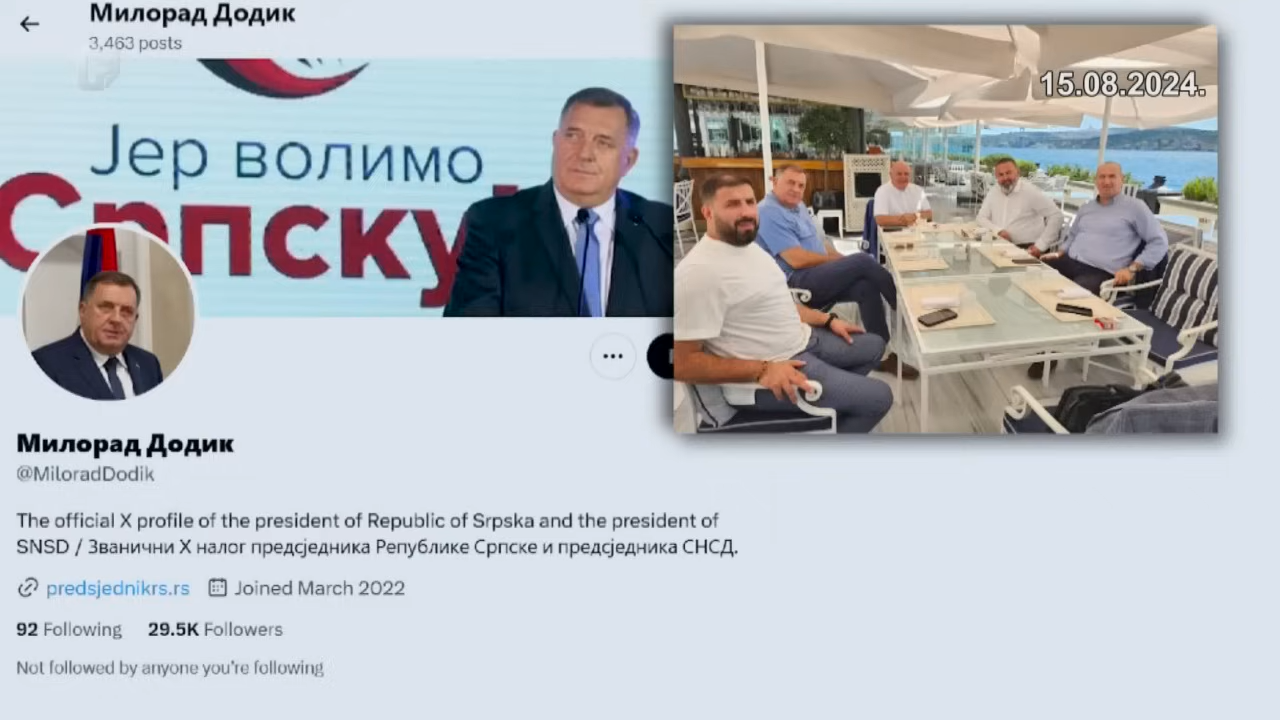 Милорад Додик
3,463 posts
Јер волимо
Српску
15.08.2024.
Милорад Додик
@MiloradDodik
The official X profile of the president of Republic of Srpska and the president of
SNSD / Званични X налог предсједника Републике Српске и предсједника СНСД.
predsjednikrs.rs Joined March 2022
92 Following 29.5K Followers
Not followed by anyone you're following